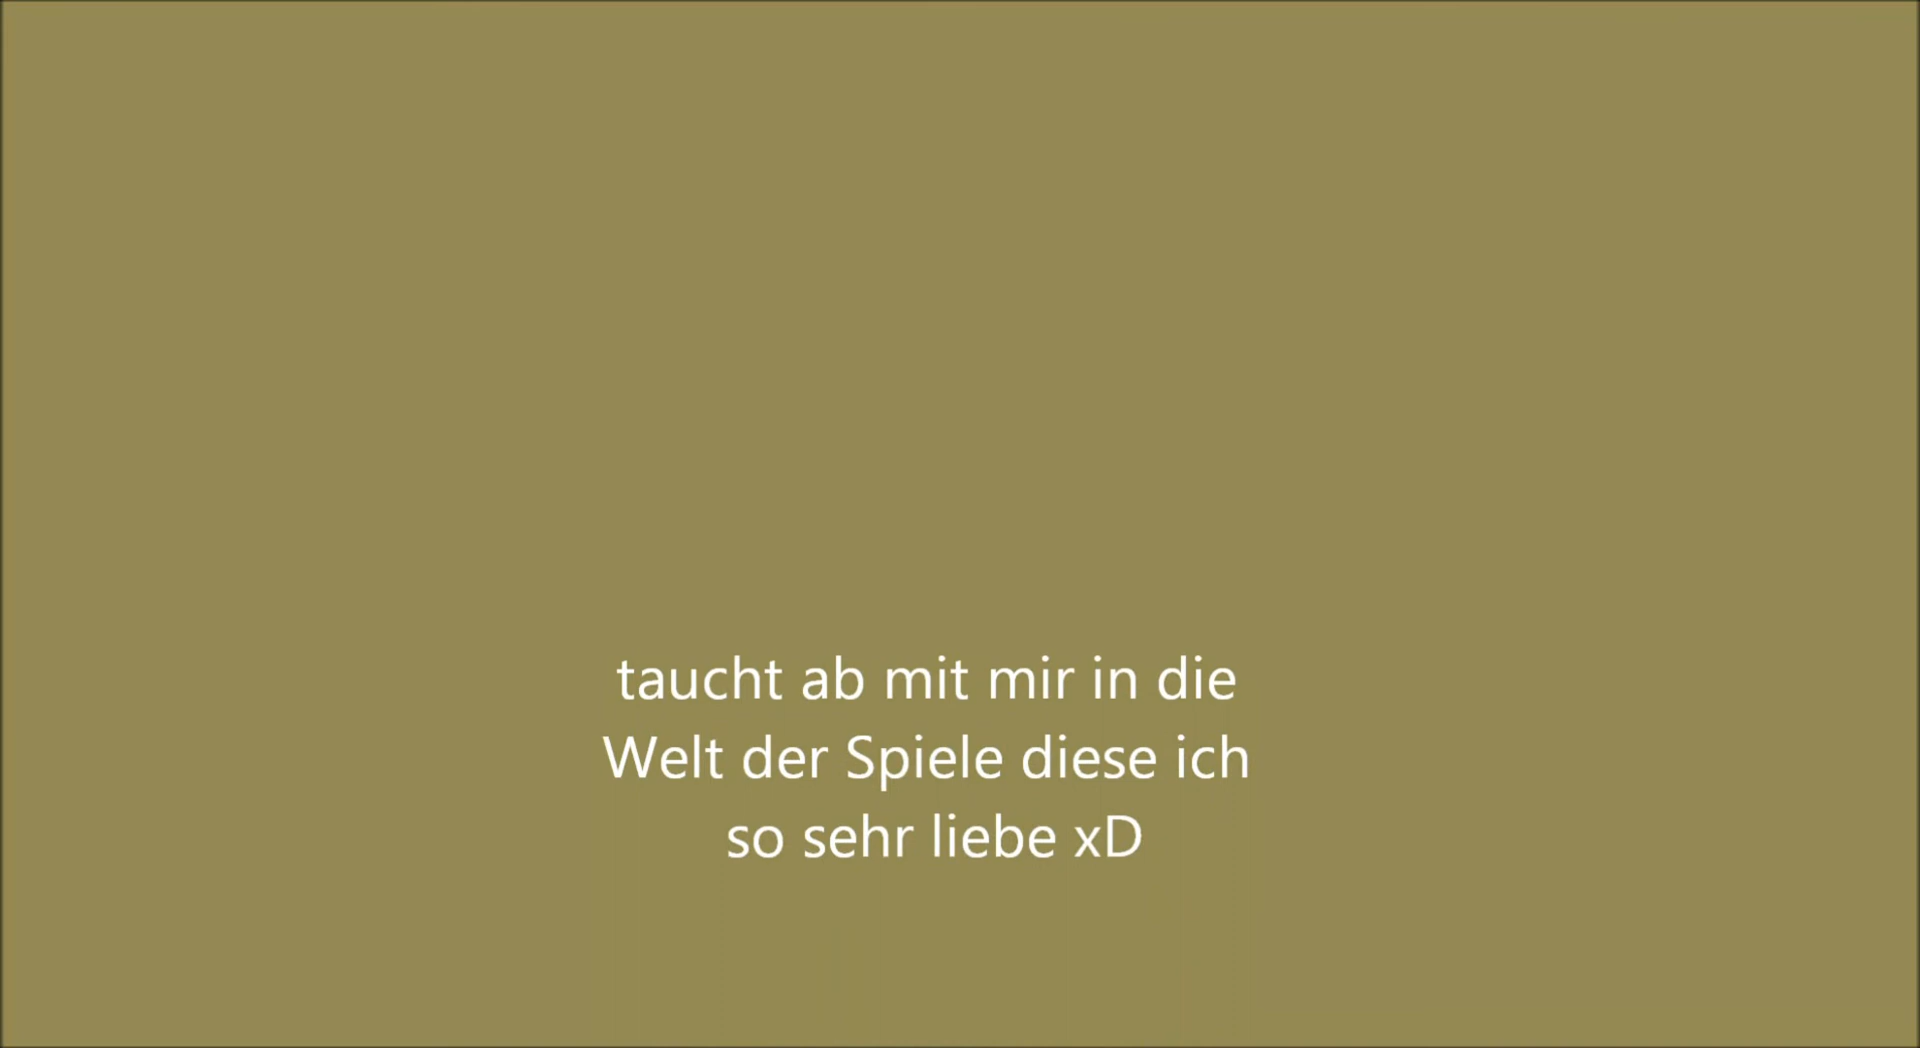 taucht ab mit mir in die
Welt der Spiele diese ich
so sehr liebe xD